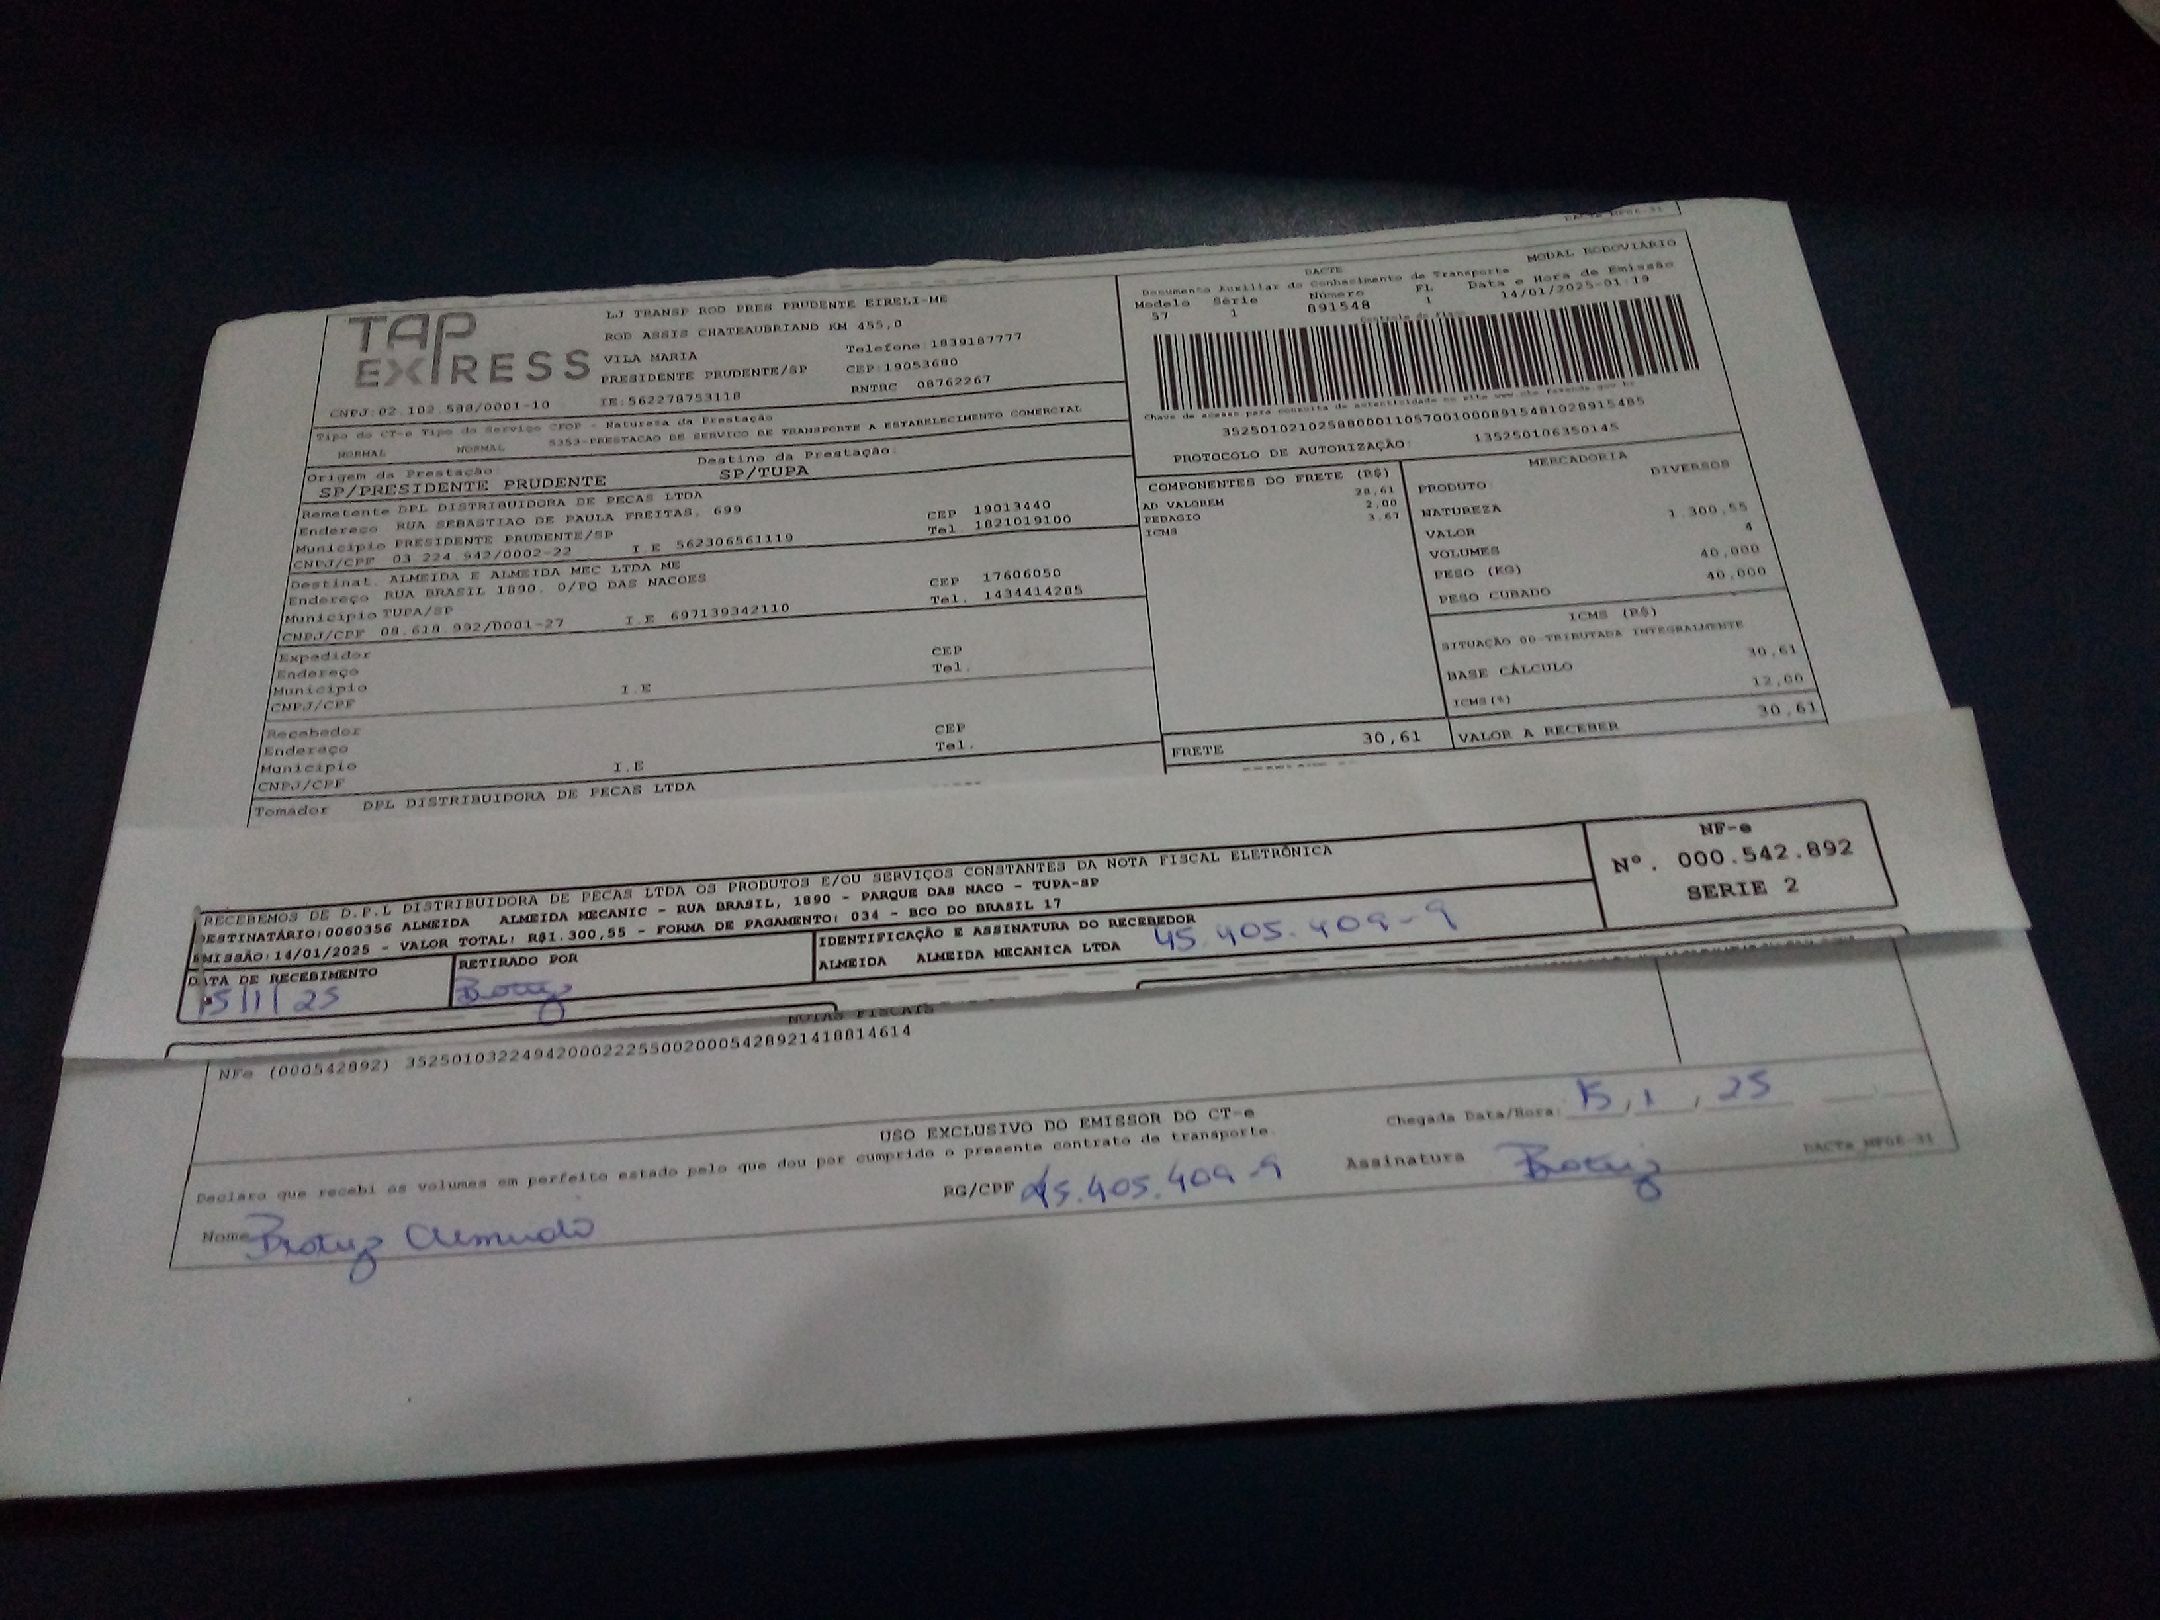 DACTE MF06-31
TAP EXPRESS
LJ TRANSP ROD PRES PRUDENTE EIRELI-ME
ROD ASSIS CHATEAUBRIAND KM 455,0
VILA MARIA Telefone:1839187777
PRESIDENTE PRUDENTE/SP CEP:19053680
CNPJ:02.102.588/0001-10 IE:562278753118 RNTRC 08762267
Tipo do CT-e Tipo do Serviço CFOP - Natureza da Prestação
NORMAL NORMAL 5353-PRESTACAO DE SERVICO DE TRANSPORTE A ESTABELECIMENTO COMERCIAL
Origem da Prestação Destino da Prestação
SP/PRESIDENTE PRUDENTE SP/TUPA
Remetente DPL DISTRIBUIDORA DE PECAS LTDA
Endereço RUA SEBASTIAO DE PAULA FREITAS, 699 CEP 19013440
Município PRESIDENTE PRUDENTE/SP Tel 1821019100
CNPJ/CPF 03 224 942/0002-22 I.E 562306561119
Destinat. ALMEIDA E ALMEIDA MEC LTDA ME
Endereço RUA BRASIL 1890, 0/PQ DAS NACOES CEP 17606050
Município TUPA/SP Tel. 1434414285
CNPJ/CPF 08.618.992/0001-27 I.E 697139342110
Expedidor
Endereço CEP
Município Tel.
CNPJ/CPF I.E
Recebedor
Endereço CEP
Município Tel.
CNPJ/CPF I.E
Tomador DPL DISTRIBUIDORA DE PECAS LTDA
DACTE MODAL RODOVIÁRIO
Documento Auxiliar do Conhecimento de Transporte
Modelo Série Número FL Data e Hora de Emissão
57 1 891548 1 14/01/2025-01:19
Controle do Fisco
Chave de acesso para consulta de autenticidade no site www.cte.fazenda.gov.br
35250102102588000110570010008915481028915485
PROTOCOLO DE AUTORIZAÇÃO: 135250106350145
COMPONENTES DO FRETE (R$)
AD VALOREM 28,61
PEDAGIO 2,00
ICMS 3,67
MERCADORIA
PRODUTO DIVERSOS
NATUREZA
VALOR 1.300,55
VOLUMES 4
PESO (KG) 40,000
PESO CUBADO 40,000
ICMS (R$)
SITUAÇÃO 00-TRIBUTADA INTEGRALMENTE
BASE CÁLCULO 30,61
ICMS(%) 12,00
FRETE 30,61 VALOR A RECEBER 30,61
RECEBEMOS DE D.P.L DISTRIBUIDORA DE PECAS LTDA OS PRODUTOS E/OU SERVIÇOS CONSTANTES DA NOTA FISCAL ELETRÔNICA
DESTINATÁRIO:0060356 ALMEIDA ALMEIDA MECANIC - RUA BRASIL, 1890 - PARQUE DAS NACO - TUPA-SP
EMISSÃO:14/01/2025 - VALOR TOTAL: R$1.300,55 - FORMA DE PAGAMENTO: 034 - BCO DO BRASIL 17
NF-e
Nº. 000.542.892
SERIE 2
DATA DE RECEBIMENTO RETIRADO POR IDENTIFICAÇÃO E ASSINATURA DO RECEBEDOR
15/1/25 Beatriz ALMEIDA ALMEIDA MECANICA LTDA 45.405.409-9
NOTAS FISCAIS
NFe (000542892) 35250103224942000222550020005428921418814614
USO EXCLUSIVO DO EMISSOR DO CT-e
Declaro que recebi os volumes em perfeito estado pelo que dou por cumprido o presente contrato de transporte
Chegada Data/Hora: 15, 1, 25
Nome Beatriz RG/CPF 45.405.409-9 Assinatura Beatriz
DACTe MF06-31